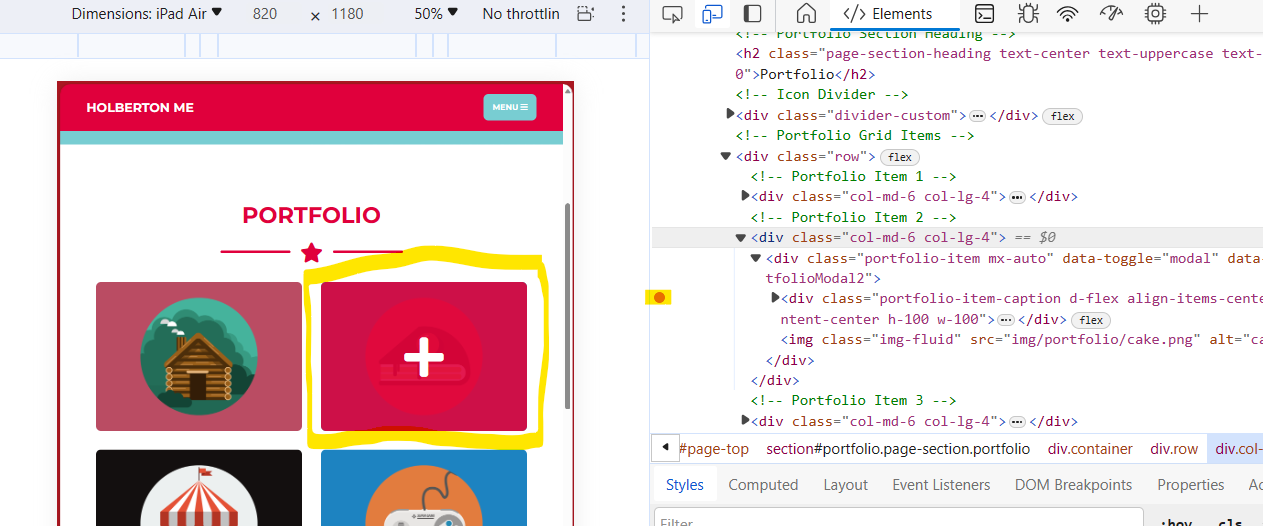 Dimensions: iPad Air 820 × 1180 50% No throttlin
Elements
HOLBERTON ME
MENU
PORTFOLIO
<!-- Portfolio Section Heading -->
<h2 class="page-section-heading text-center text-uppercase text-
0">Portfolio</h2>
<!-- Icon Divider -->
<div class="divider-custom"> ⋯ </div> flex
<!-- Portfolio Grid Items -->
<div class="row"> flex
<!-- Portfolio Item 1 -->
<div class="col-md-6 col-lg-4"> ⋯ </div>
<!-- Portfolio Item 2 -->
<div class="col-md-6 col-lg-4"> == $0
<div class="portfolio-item mx-auto" data-toggle="modal" data-
tfolioModal2">
<div class="portfolio-item-caption d-flex align-items-cente
ntent-center h-100 w-100"> ⋯ </div> flex
<img class="img-fluid" src="img/portfolio/cake.png" alt="ca
</div>
</div>
<!-- Portfolio Item 3 -->
<div class="col-md-6 col-lg-4"> ⋯ </div>
#page-top section#portfolio.page-section.portfolio div.container div.row div.col-
Styles Computed Layout Event Listeners DOM Breakpoints Properties Ac
Filter :hov .cls